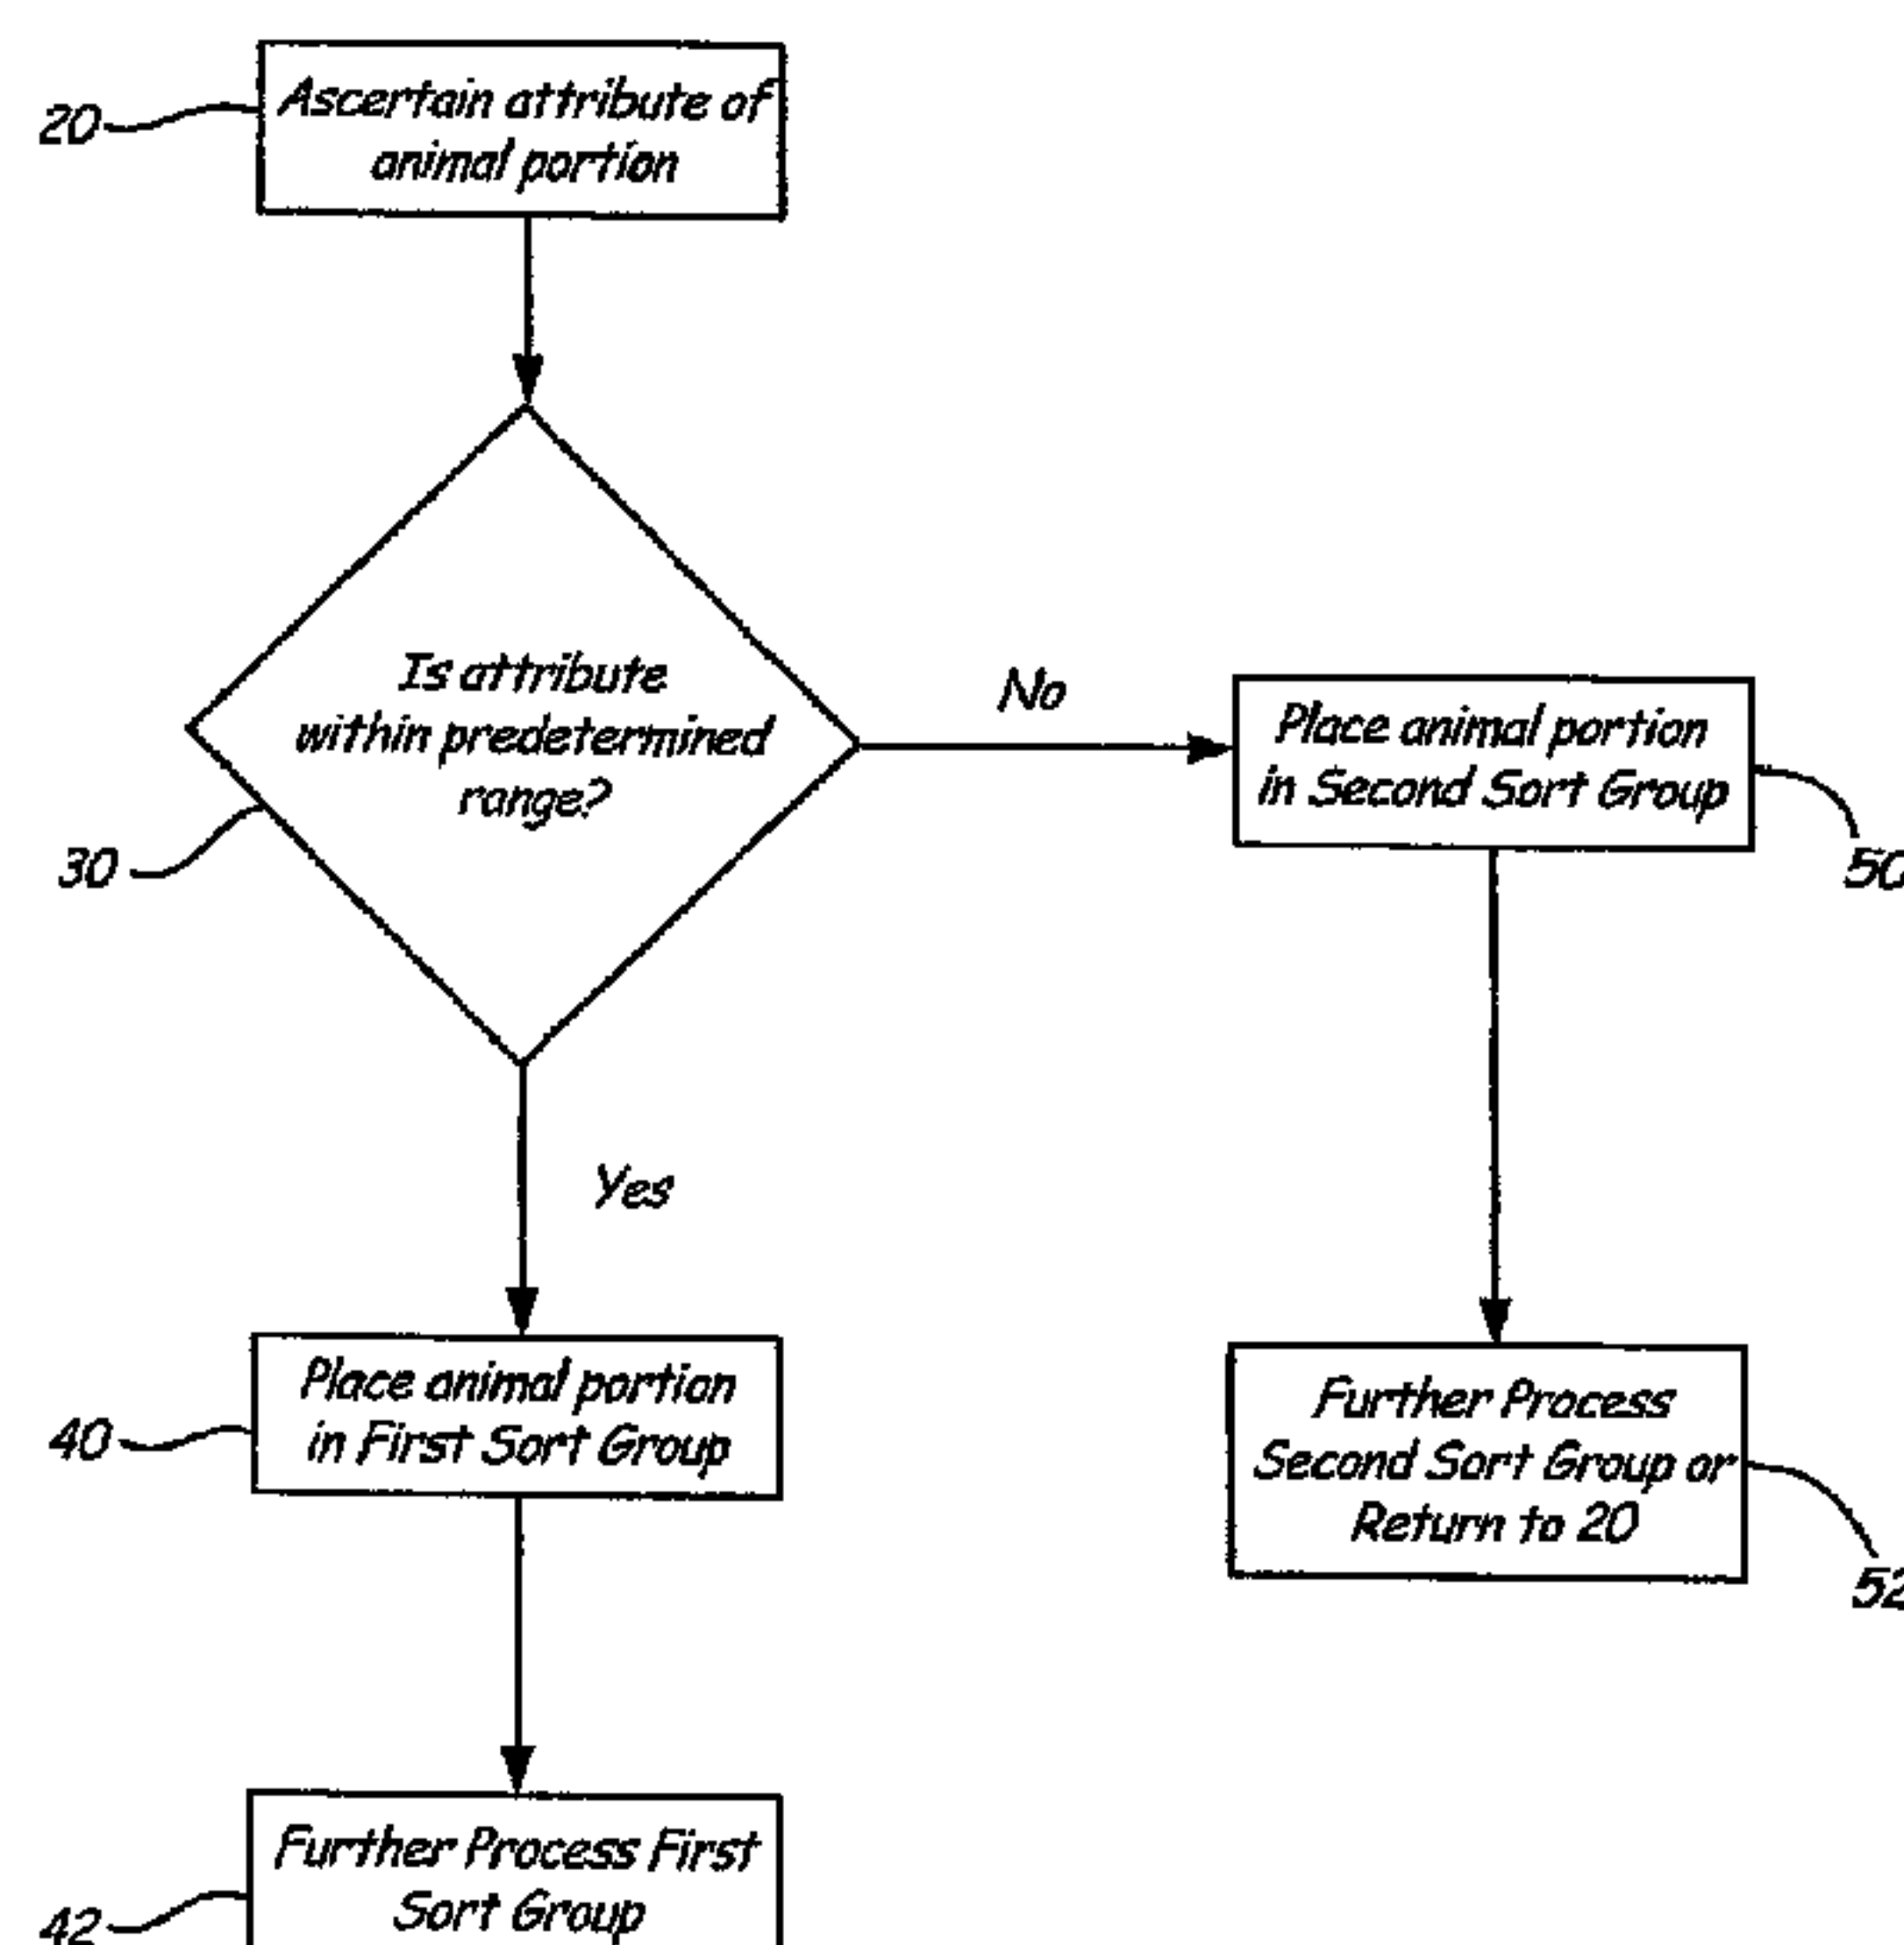 20
Ascertain attribute of
animal portion
Is attribute
within predetermined
range?
30
No
Place animal portion
in Second Sort Group
50
Yes
Place animal portion
in First Sort Group
40
Further Process
Second Sort Group or
Return to 20
52
Further Process First
Sort Group
42